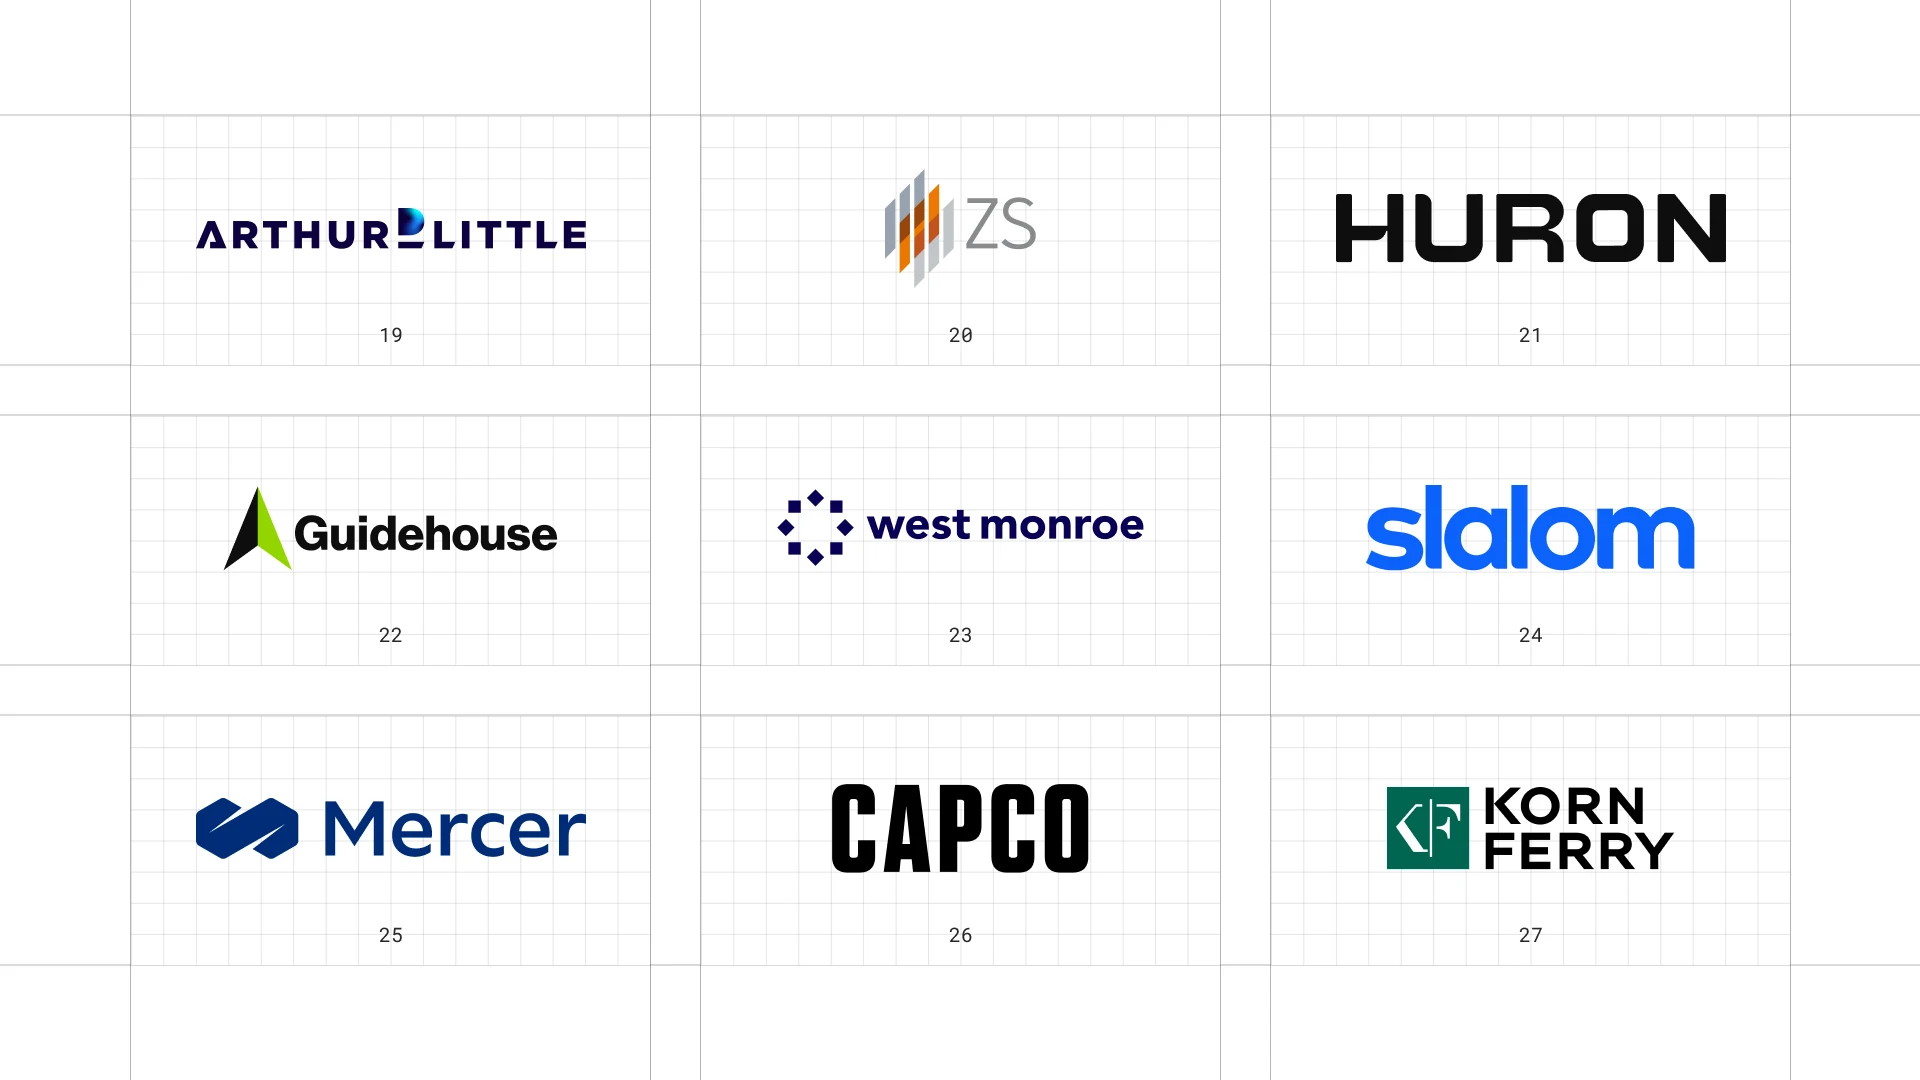 ARTHUR D LITTLE
19
ZS
20
HURON
21
Guidehouse
22
west monroe
23
slalom
24
Mercer
25
CAPCO
26
KF KORN
FERRY
27